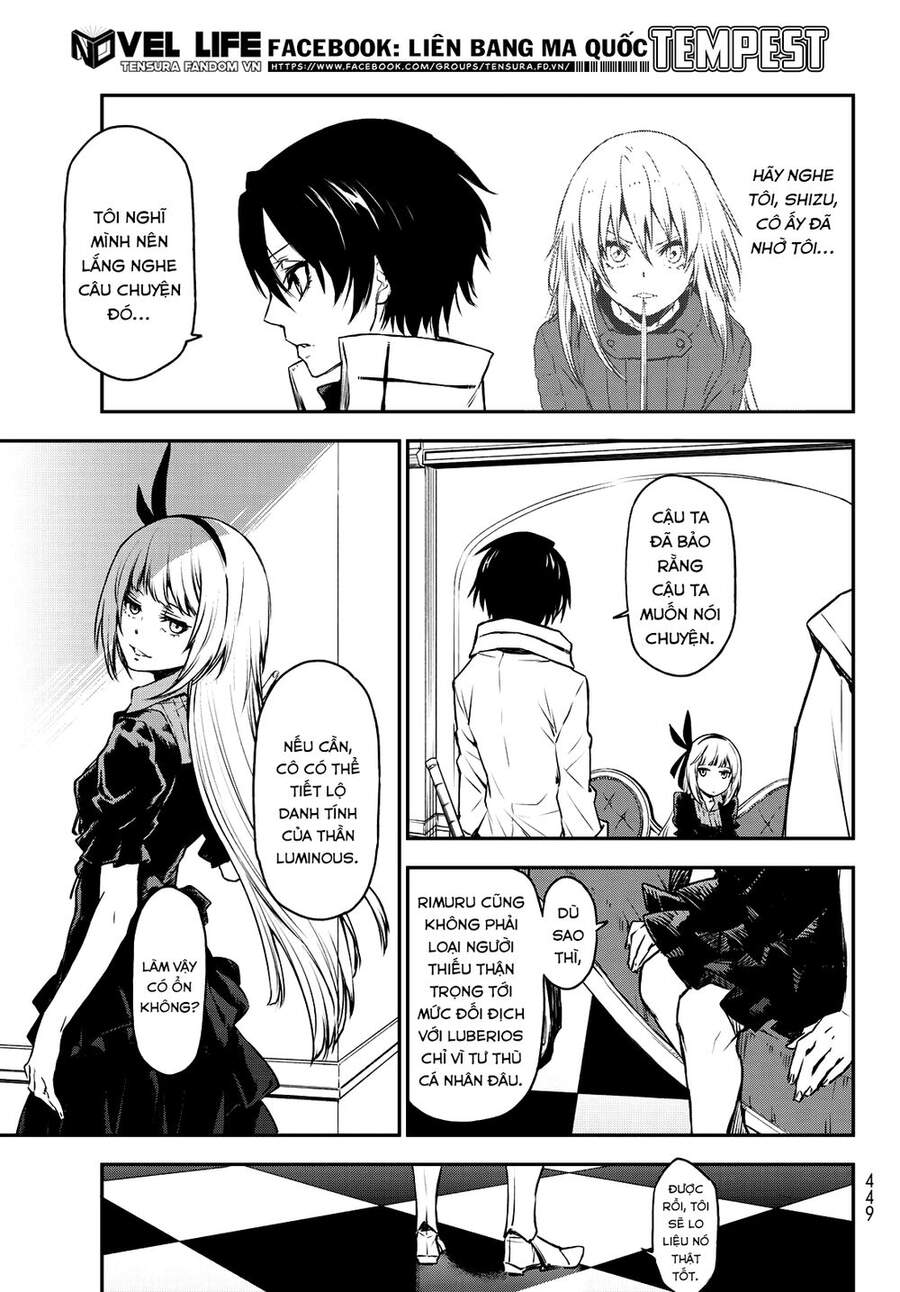 NOVEL LIFE
TENSURA FANDOM VN
FACEBOOK: LIÊN BANG MA QUỐC
HTTPS://WWW.FACEBOOK.COM/GROUPS/TENSURA.FD.VN/
TEMPEST
HÃY NGHE
TÔI, SHIZU,
CÔ ẤY ĐÃ
NHỜ TÔI...
TÔI NGHĨ
MÌNH NÊN
LẮNG NGHE
CÂU CHUYỆN
ĐÓ...
CẬU TA
ĐÃ BẢO
RẰNG
CẬU TA
MUỐN NÓI
CHUYỆN.
NẾU CẦN,
CÔ CÓ THỂ
TIẾT LỘ
DANH TÍNH
CỦA THẦN
LUMINOUS.
LÀM VẬY
CÓ ỔN
KHÔNG?
DÙ
SAO
THÌ,
RIMURU CŨNG
KHÔNG PHẢI
LOẠI NGƯỜI
THIẾU THẬN
TRỌNG TỚI
MỨC ĐỐI ĐỊCH
VỚI LUBERIOS
CHỈ VÌ TƯ THÙ
CÁ NHÂN ĐÂU.
ĐƯỢC
RỒI, TÔI
SẼ LO
LIỆU NÓ
THẬT
TỐT.
449